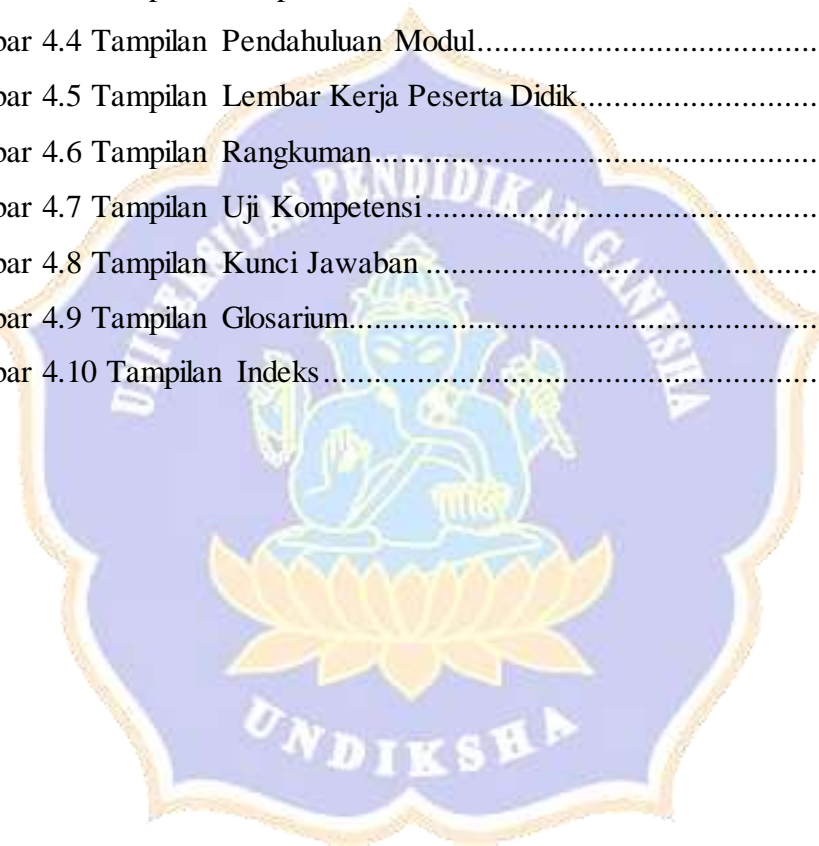 bar 4.4 Tampilan Pendahuluan Modul
bar 4.5 Tampilan Lembar Kerja Peserta Didik
bar 4.6 Tampilan Rangkuman
bar 4.7 Tampilan Uji Kompetensi
bar 4.8 Tampilan Kunci Jawaban
bar 4.9 Tampilan Glosarium
bar 4.10 Tampilan Indeks
UNIVERSITAS PENDIDIKAN GANESHA
UNDIKSHA